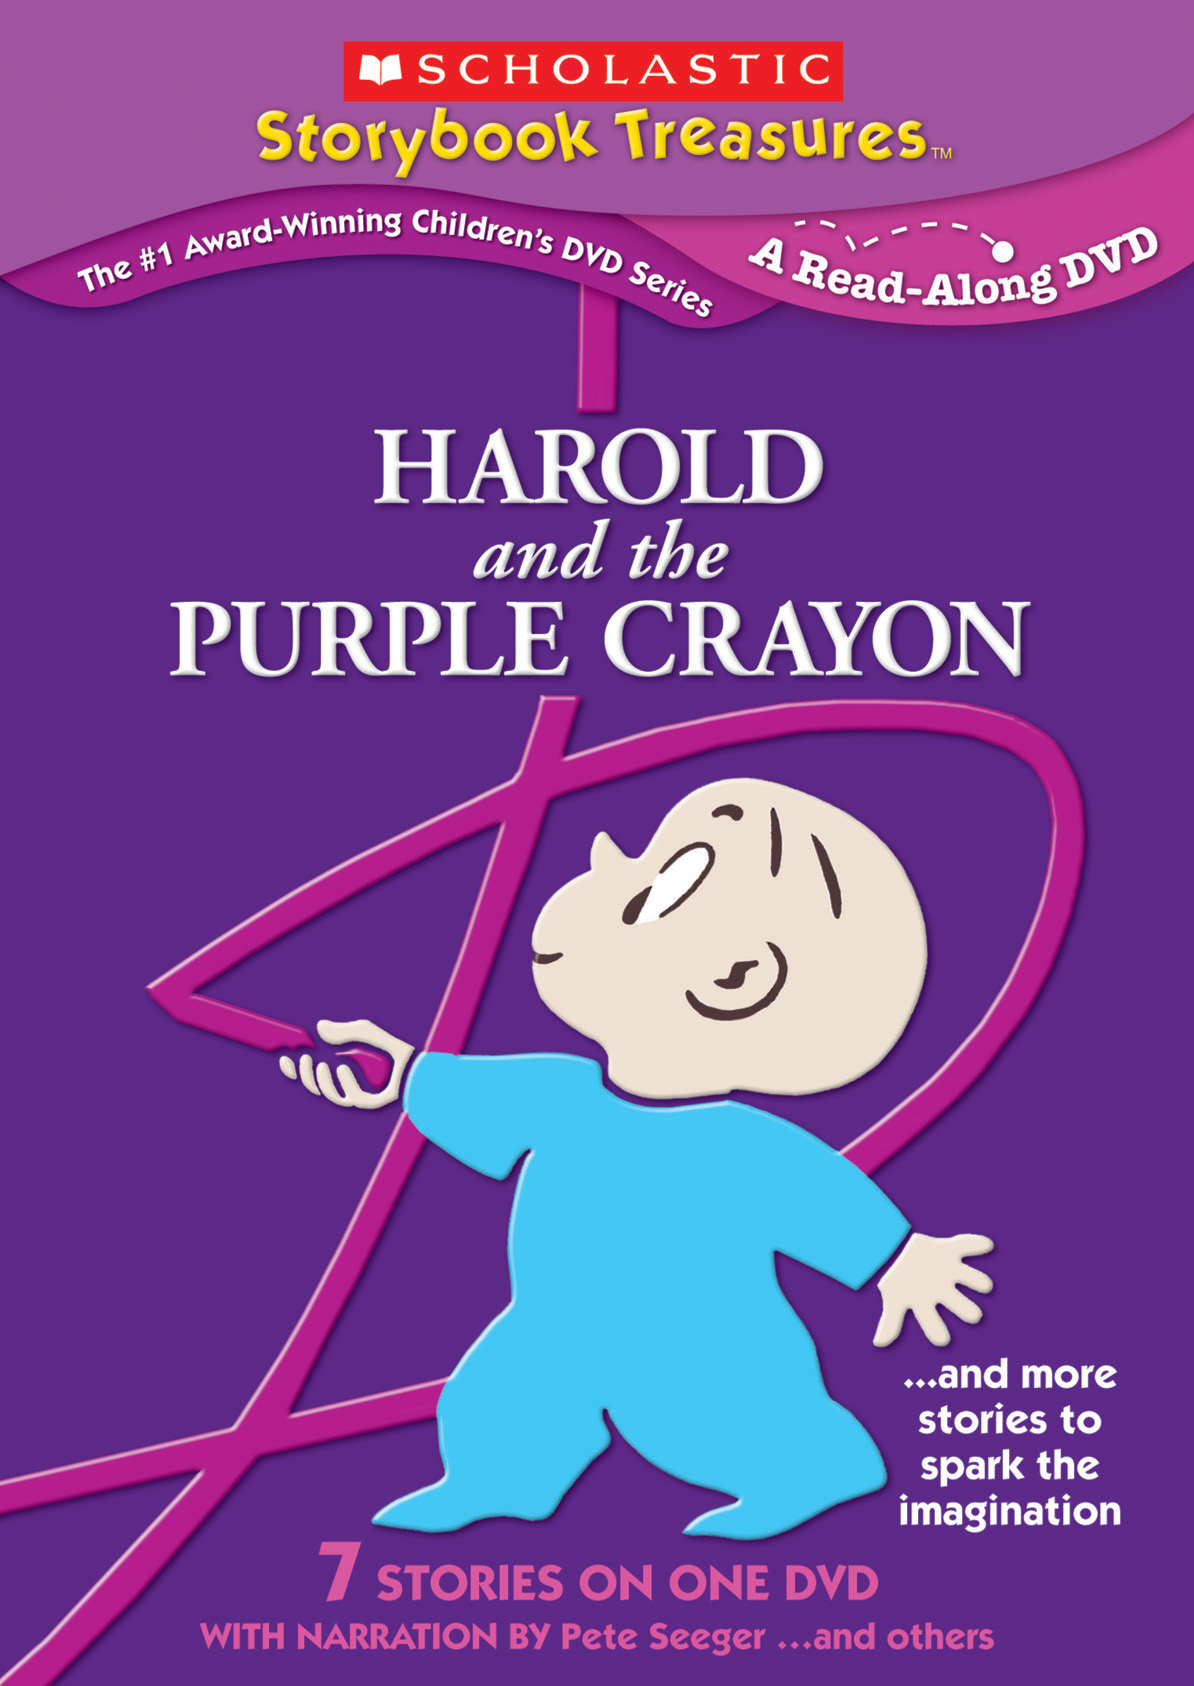 SCHOLASTIC
Storybook Treasures™
The #1 Award-Winning Children's DVD Series
A Read-Along DVD
HAROLD
and the
PURPLE CRAYON
...and more
stories to
spark the
imagination
7 STORIES ON ONE DVD
WITH NARRATION BY Pete Seeger ...and others